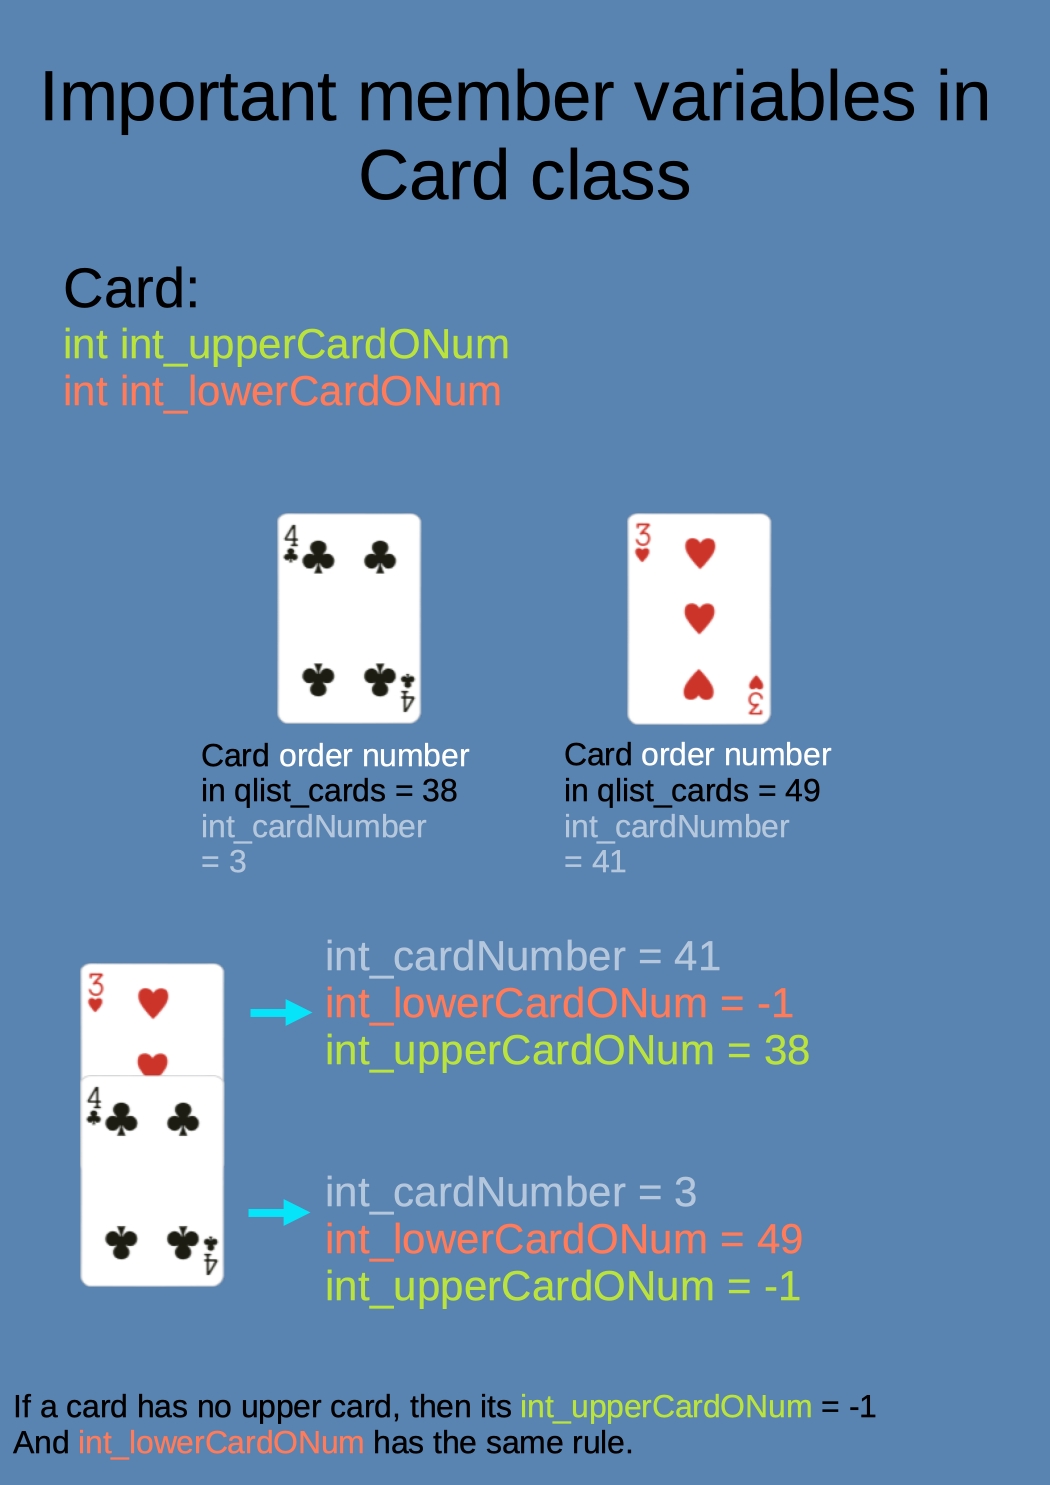 Important member variables in
Card class
Card:
int int_upperCardONum
int int_lowerCardONum
4
4
3
3
Card order number
in qlist_cards = 38
int_cardNumber
= 3
Card order number
in qlist_cards = 49
int_cardNumber
= 41
3
int_cardNumber = 41
int_lowerCardONum = -1
int_upperCardONum = 38
4
4
int_cardNumber = 3
int_lowerCardONum = 49
int_upperCardONum = -1
If a card has no upper card, then its int_upperCardONum = -1
And int_lowerCardONum has the same rule.